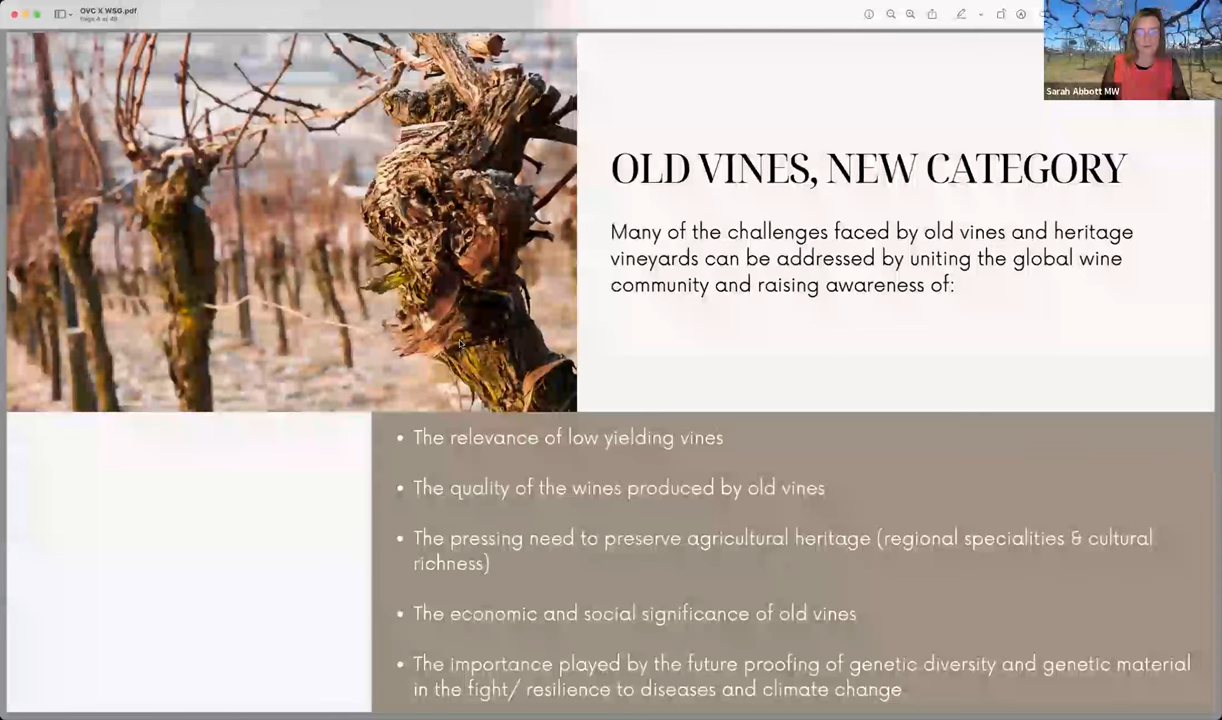 OVC X WSG.pdf
Page 4 of 49
Sarah Abbott MW
OLD VINES, NEW CATEGORY
Many of the challenges faced by old vines and heritage
vineyards can be addressed by uniting the global wine
community and raising awareness of:
• The relevance of low yielding vines
• The quality of the wines produced by old vines
• The pressing need to preserve agricultural heritage (regional specialities & cultural
richness)
• The economic and social significance of old vines
• The importance played by the future proofing of genetic diversity and genetic material
in the fight/ resilience to diseases and climate change